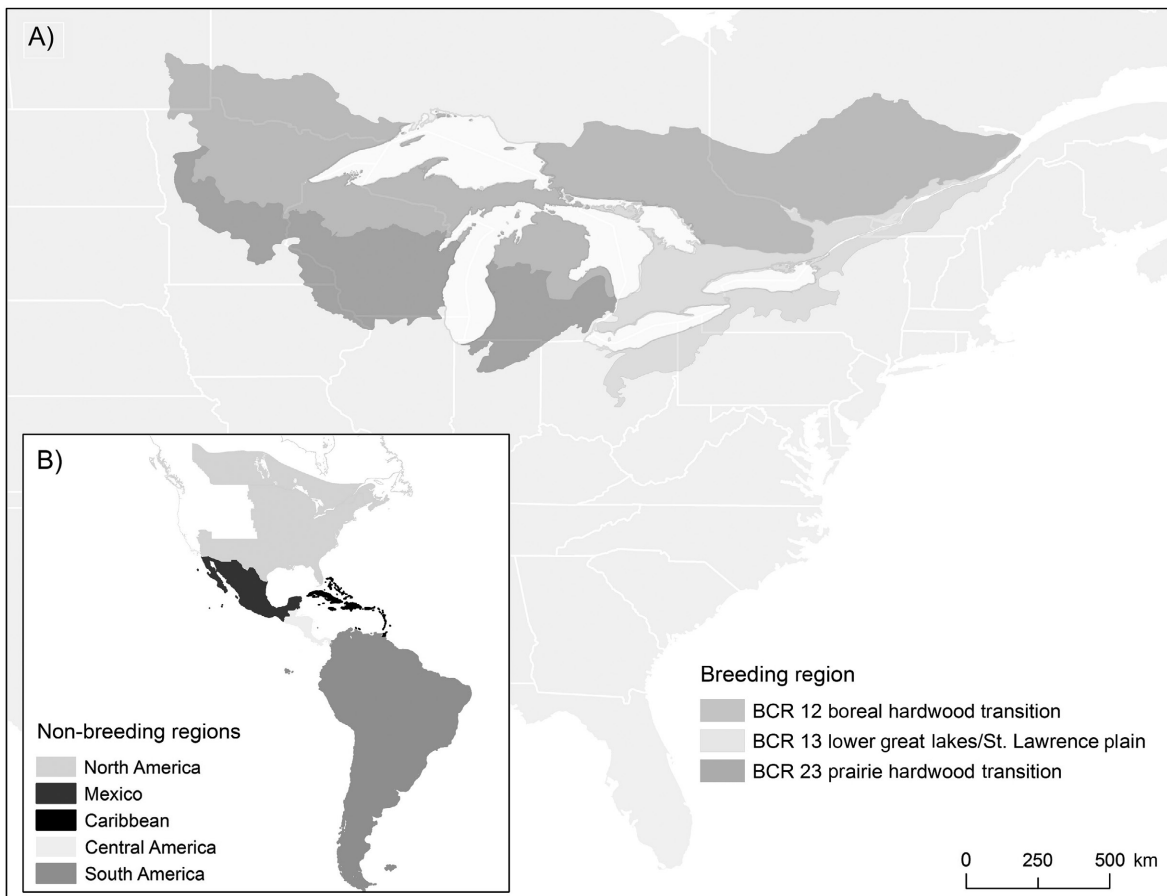 A)
B)
Non-breeding regions
North America
Mexico
Caribbean
Central America
South America
Breeding region
BCR 12 boreal hardwood transition
BCR 13 lower great lakes/St. Lawrence plain
BCR 23 prairie hardwood transition
0 250 500 km